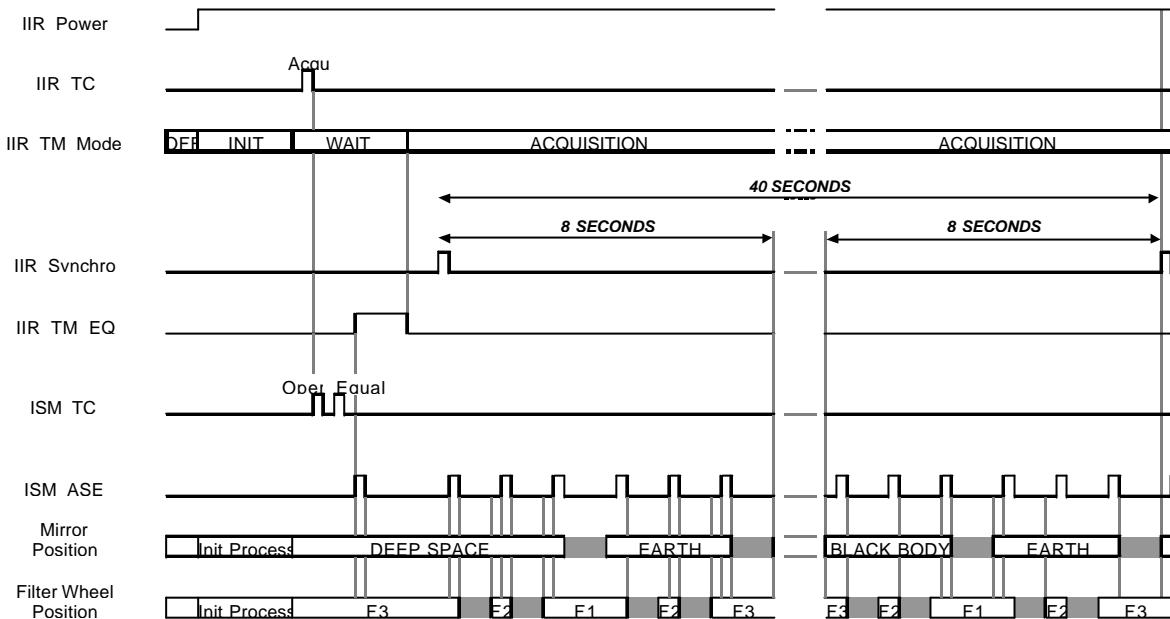 IIR Power
Acqu
IIR TC
IIR TM Mode OFF INIT WAIT ACQUISITION ACQUISITION
40 SECONDS
8 SECONDS 8 SECONDS
IIR Synchro
IIR TM EQ
Oper Equal
ISM TC
ISM ASE
Mirror
Position
Init Process DEEP SPACE EARTH BLACK BODY EARTH
Filter Wheel
Position
Init Process F3 F2 F1 F2 F3 F3 F2 F1 F2 F3